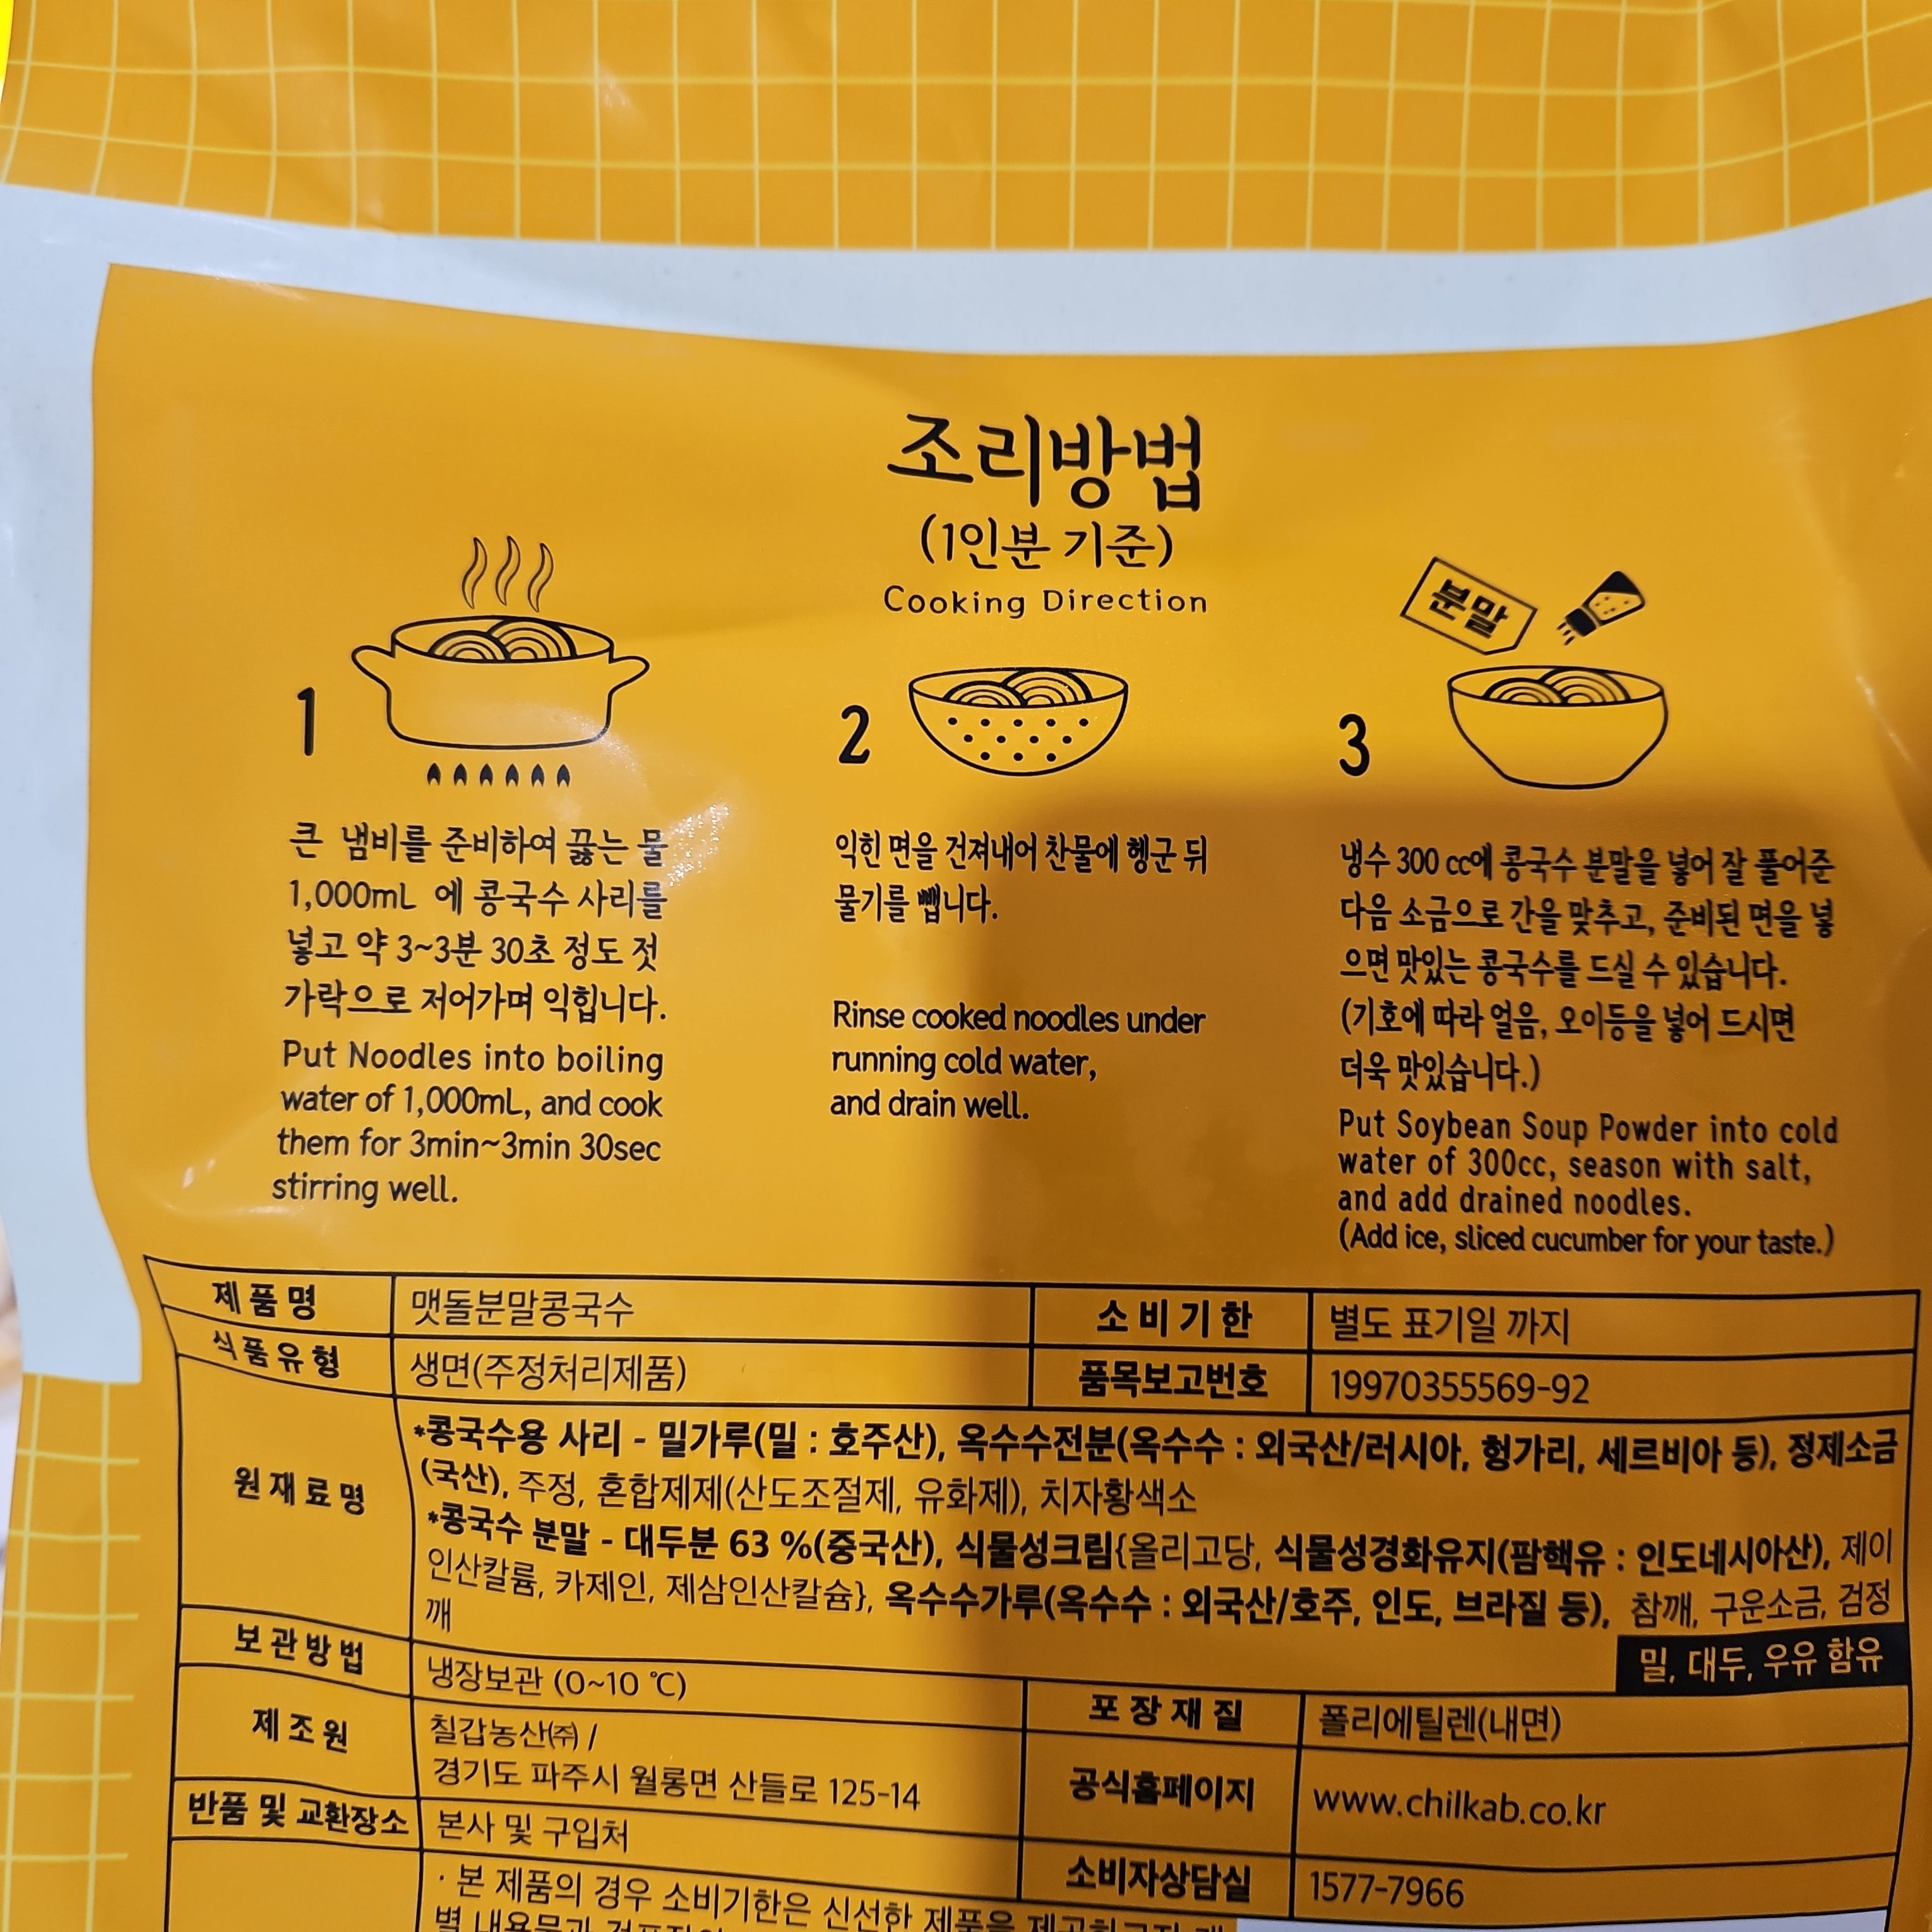 조리방법
(1인분 기준)
Cooking Direction
분말
1
큰 냄비를 준비하여 끓는 물
1,000mL 에 콩국수 사리를
넣고 약 3~3분 30초 정도 젓
가락으로 저어가며 익힙니다.
Put Noodles into boiling
water of 1,000mL, and cook
them for 3min~3min 30sec
stirring well.
2
익힌 면을 건져내어 찬물에 헹군 뒤
물기를 뺍니다.
Rinse cooked noodles under
running cold water,
and drain well.
3
냉수 300 cc에 콩국수 분말을 넣어 잘 풀어준
다음 소금으로 간을 맞추고, 준비된 면을 넣
으면 맛있는 콩국수를 드실 수 있습니다.
(기호에 따라 얼음, 오이등을 넣어 드시면
더욱 맛있습니다.)
Put Soybean Soup Powder into cold
water of 300cc, season with salt,
and add drained noodles.
(Add ice, sliced cucumber for your taste.)
제품명 맷돌분말콩국수 소비기한 별도 표기일 까지
식품유형 생면(주정처리제품) 품목보고번호 19970355569-92
원재료명
*콩국수용 사리 - 밀가루(밀 : 호주산), 옥수수전분(옥수수 : 외국산/러시아, 헝가리, 세르비아 등), 정제소금
(국산), 주정, 혼합제제(산도조절제, 유화제), 치자황색소
*콩국수 분말 - 대두분 63 %(중국산), 식물성크림{올리고당, 식물성경화유지(팜핵유 : 인도네시아산), 제이
인산칼륨, 카제인, 제삼인산칼슘}, 옥수수가루(옥수수 : 외국산/호주, 인도, 브라질 등), 참깨, 구운소금, 검정
깨
밀, 대두, 우유 함유
보관방법 냉장보관 (0~10 ℃) 포장재질 폴리에틸렌(내면)
제조원 칠갑농산㈜ /
경기도 파주시 월롱면 산들로 125-14
공식홈페이지 www.chilkab.co.kr
반품 및 교환장소 본사 및 구입처
소비자상담실 1577-7966
· 본 제품의 경우 소비기한은 신선한 제품을
별 내용물과